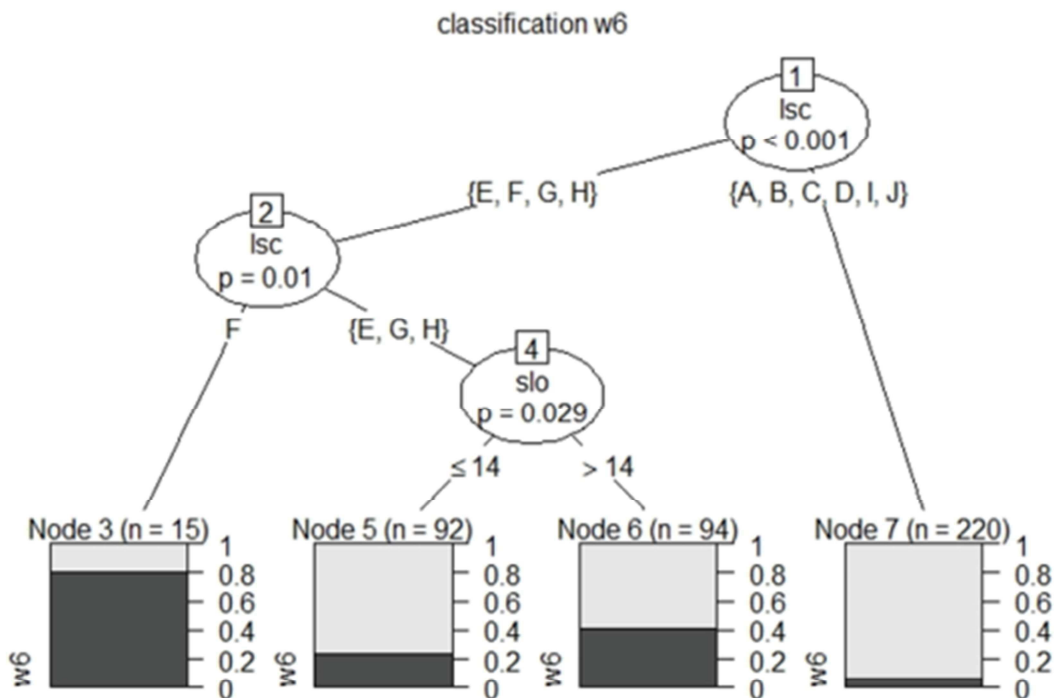 classification w6
1
lsc
p < 0.001
{E, F, G, H}
{A, B, C, D, I, J}
2
lsc
p = 0.01
F
{E, G, H}
4
slo
p = 0.029
≤ 14
> 14
Node 3 (n = 15)
1
0.8
0.6
0.4
0.2
0
w6
Node 5 (n = 92)
1
0.8
0.6
0.4
0.2
0
w6
Node 6 (n = 94)
1
0.8
0.6
0.4
0.2
0
w6
Node 7 (n = 220)
1
0.8
0.6
0.4
0.2
0
w6